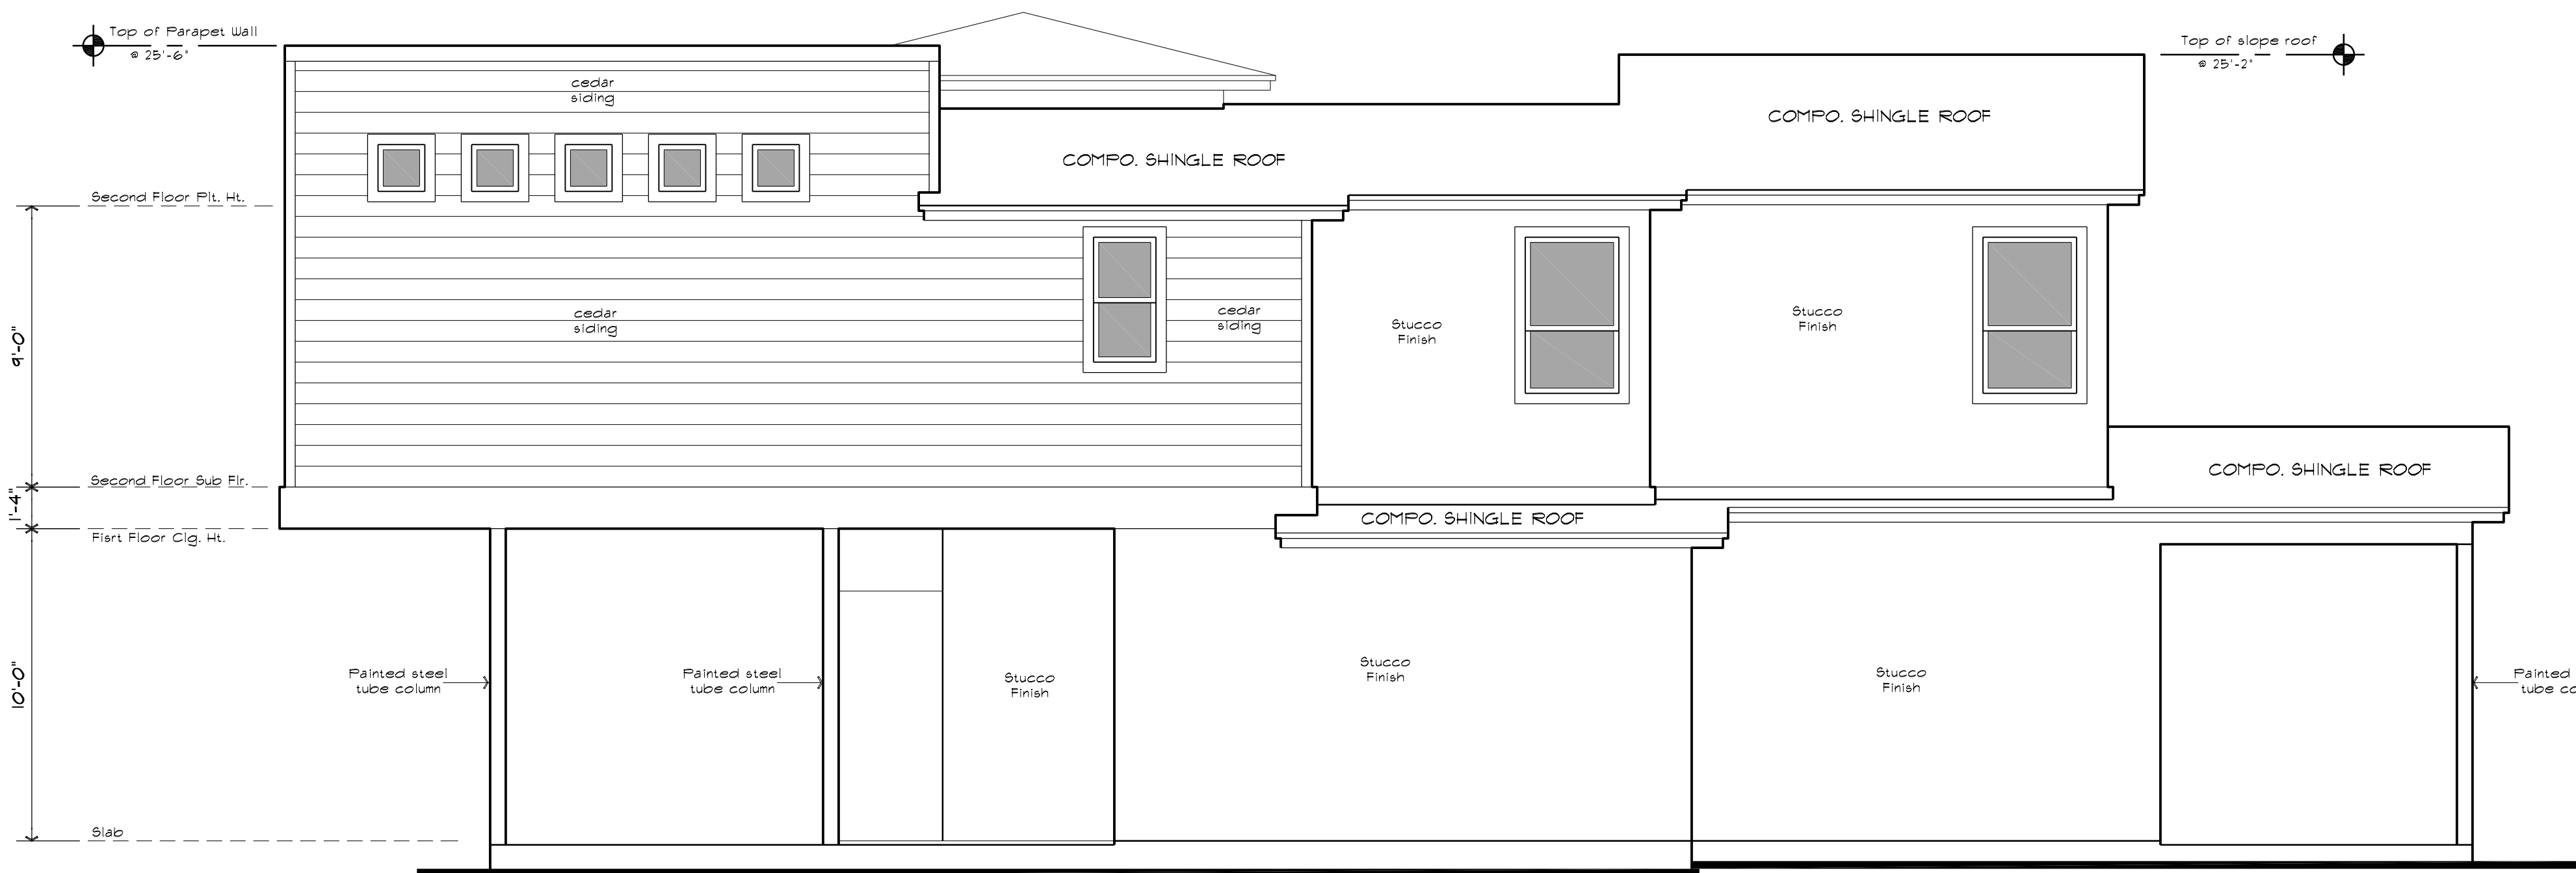 Top of Parapet Wall
@ 25'-6"
Top of slope roof
@ 25'-2"
cedar
siding
COMPO. SHINGLE ROOF
COMPO. SHINGLE ROOF
Second Floor Plt. Ht.
9'-0"
cedar
siding
cedar
siding
Stucco
Finish
Stucco
Finish
Second Floor Sub Flr.
1'-4"
COMPO. SHINGLE ROOF
COMPO. SHINGLE ROOF
Fisrt Floor Clg. Ht.
10'-0"
Painted steel
tube column
Painted steel
tube column
Stucco
Finish
Stucco
Finish
Stucco
Finish
Painted
tube co
Slab